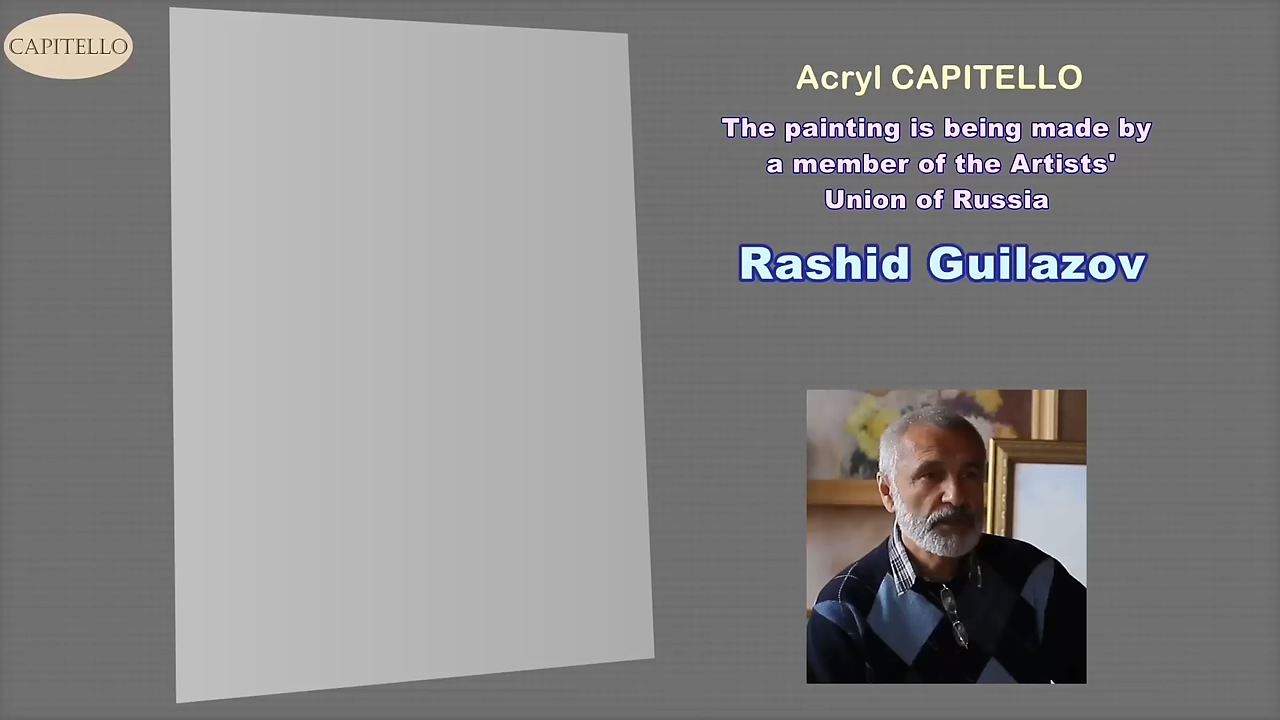 CAPITELLO
Acryl CAPITELLO
The painting is being made by
a member of the Artists'
Union of Russia
Rashid Guilazov